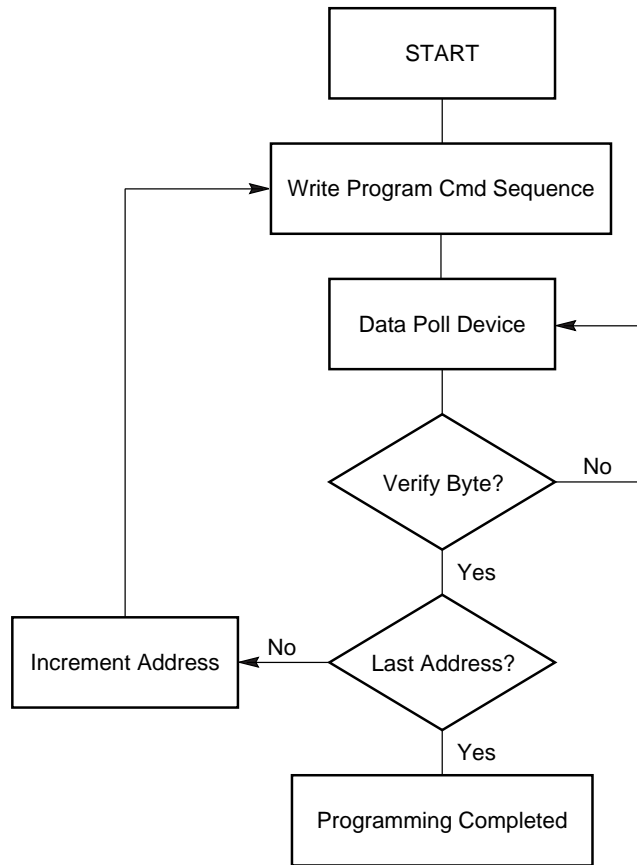 START
Write Program Cmd Sequence
Data Poll Device
Verify Byte?
No
Yes
Increment Address
No
Last Address?
Yes
Programming Completed